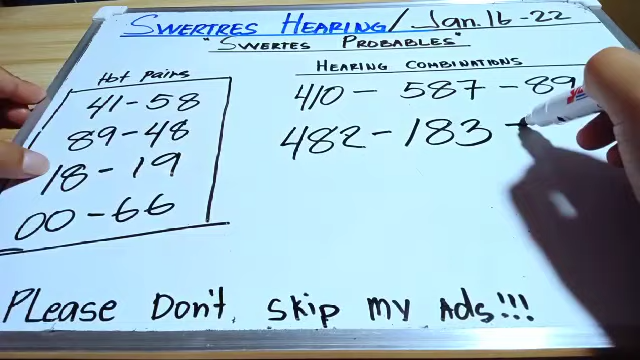 SWERTRES HEARING/Jan.16-22
"SWERTES PROBABLES"
Hot Pairs
41-58
89-48
18-19
00-66
HEARING COMBINATIONS
410- 587 -89
482-183 -
PLease Don't skip my Ads!!!